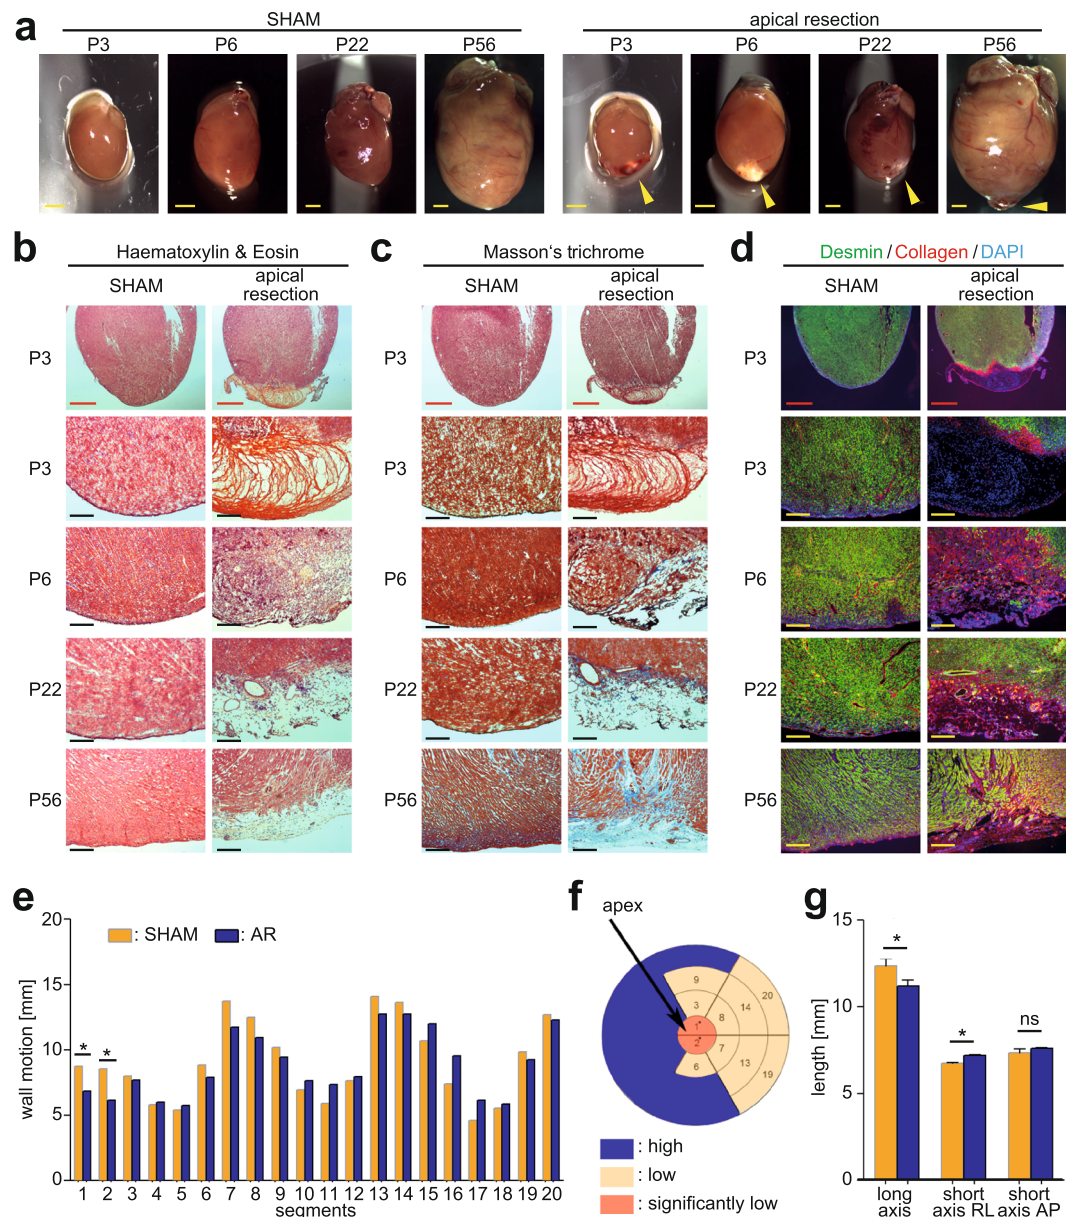 a
SHAM
apical resection
P3 P6 P22 P56 P3 P6 P22 P56
b
Haematoxylin & Eosin
SHAM
apical
resection
P3
P3
P6
P22
P56
c
Masson‘s trichrome
SHAM
apical
resection
P3
P3
P6
P22
P56
d
Desmin / Collagen / DAPI
SHAM
apical
resection
P3
P3
P6
P22
P56
e
wall motion [mm]
20
15
10
5
0
: SHAM : AR
* *
1 2 3 4 5 6 7 8 9 10 11 12 13 14 15 16 17 18 19 20
segments
f
apex
9
20
3
14
8
1*
2*
7
6
13
19
: high
: low
: significantly low
g
length [mm]
15
10
5
0
*
*
ns
long
axis
short
axis RL
short
axis AP